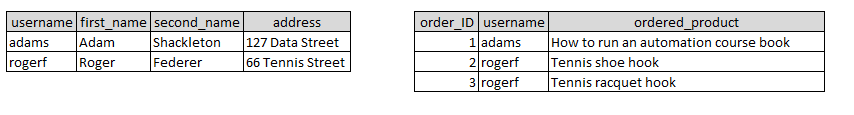 username first_name second_name address
adams Adam Shackleton 127 Data Street
rogerf Roger Federer 66 Tennis Street
order_ID username ordered_product
1 adams How to run an automation course book
2 rogerf Tennis shoe hook
3 rogerf Tennis racquet hook